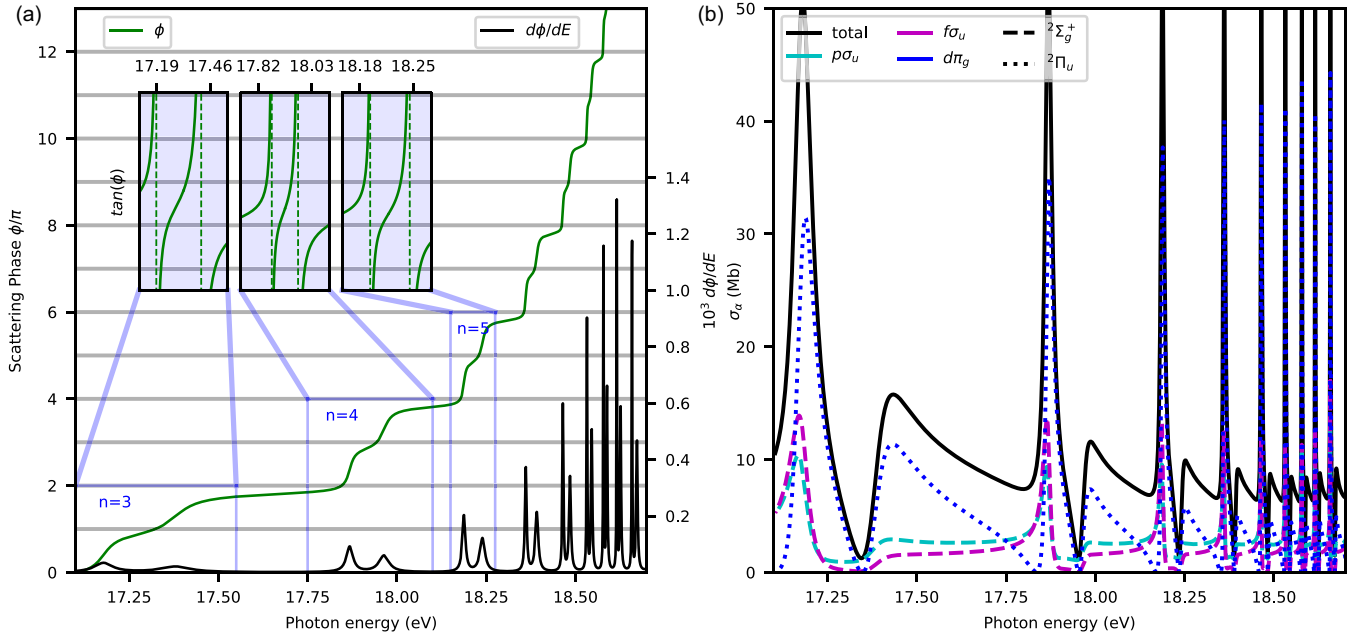 (a)
ϕ
dϕ/dE
17.19 17.46 17.82 18.03 18.18 18.25
tan(ϕ)
n=3
n=4
n=5
Scattering Phase ϕ/π
0 2 4 6 8 10 12
10³ dϕ/dE
0.2 0.4 0.6 0.8 1.0 1.2 1.4
17.25 17.50 17.75 18.00 18.25 18.50
Photon energy (eV)
(b)
total
pσᵤ
fσᵤ
dπ_g
²Σ_g⁺
²Πᵤ
σ_α (Mb)
0 10 20 30 40 50
17.25 17.50 17.75 18.00 18.25 18.50
Photon energy (eV)